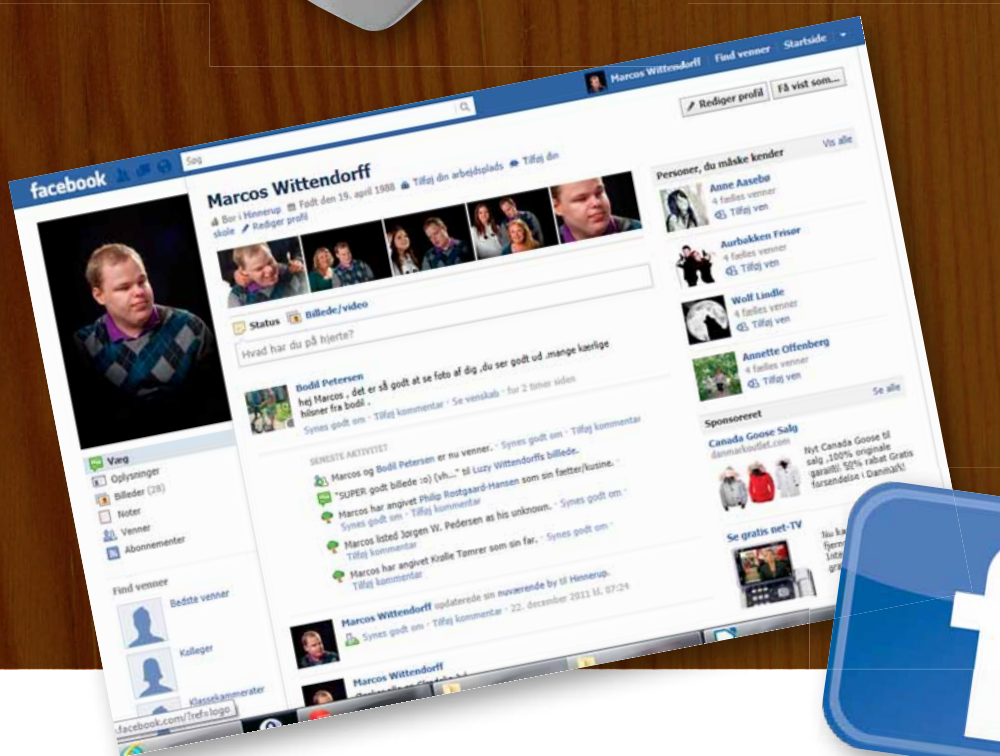 facebook
Søg
Marcos Wittendorff
Find venner
Startside
Rediger profil
Få vist som...
Marcos Wittendorff
Bor i Hinnerup Født den 19. april 1988 Tilføj din arbejdsplads Tilføj din
skole Rediger profil
Status Billede/video
Hvad har du på hjerte?
Bodil Petersen
hej Marcos , det er så godt at se foto af dig ,du ser godt ud .mange kærlige
hilsner fra bodil .
Synes godt om · Tilføj kommentar · Se venskab · for 2 timer siden
SENESTE AKTIVITET
Marcos og Bodil Petersen er nu venner. · Synes godt om · Tilføj kommentar
"SUPER godt billede :o) (vh..." til Luzy Wittendorffs billede.
Marcos har angivet Philip Rostgaard-Hansen som sin fætter/kusine. ·
Synes godt om · Tilføj kommentar
Marcos listed Jorgen W. Pedersen as his unknown. · Synes godt om ·
Tilføj kommentar
Marcos har angivet Krølle Tømrer som sin far. · Synes godt om ·
Tilføj kommentar
Marcos Wittendorff opdaterede sin nuværende by til Hinnerup.
Synes godt om · Tilføj kommentar · 22. december 2011 kl. 07:24
Marcos Wittendorff
Væg
Oplysninger
Billeder (28)
Noter
Venner
Abonnementer
Find venner
Bedste venner
Kolleger
Klassekammerater
facebook.com/?ref=logo
Personer, du måske kender
Vis alle
Anne Aasebø
4 fælles venner
Tilføj ven
Aurbakken Frisør
4 fælles venner
Tilføj ven
Wolf Lindle
4 fælles venner
Tilføj ven
Annette Offenberg
4 fælles venner
Tilføj ven
Sponsoreret
Se alle
Canada Goose Salg
danmarkoutlet.com
Nyt Canada Goose til
salg ,100% originale
garaiti! 50% rabat Gratis
forsendelse i Danmark!
Se gratis net-TV
Nu ka
fjern
Inte
gra